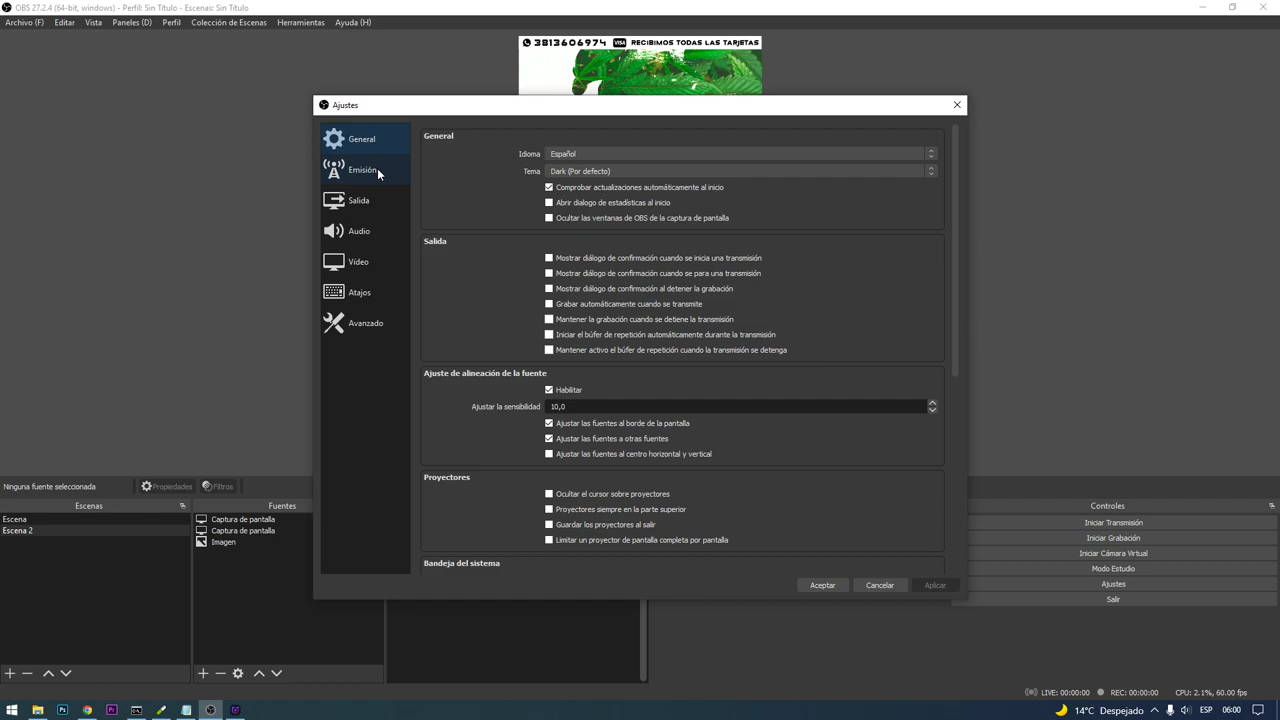 OBS 27.2.4 (64-bit, windows) - Perfil: Sin Título - Escenas: Sin Título
Archivo (F) Editar Vista Paneles (D) Perfil Colección de Escenas Herramientas Ayuda (H)
3813606974 VISA RECIBIMOS TODAS LAS TARJETAS
Ajustes
General
Emisión
Salida
Audio
Vídeo
Atajos
Avanzado
General
Idioma Español
Tema Dark (Por defecto)
Comprobar actualizaciones automáticamente al inicio
Abrir dialogo de estadísticas al inicio
Ocultar las ventanas de OBS de la captura de pantalla
Salida
Mostrar diálogo de confirmación cuando se inicia una transmisión
Mostrar diálogo de confirmación cuando se para una transmisión
Mostrar diálogo de confirmación al detener la grabación
Grabar automáticamente cuando se transmite
Mantener la grabación cuando se detiene la transmisión
Iniciar el búfer de repetición automáticamente durante la transmisión
Mantener activo el búfer de repetición cuando la transmisión se detenga
Ajuste de alineación de la fuente
Habilitar
Ajustar la sensibilidad 10,0
Ajustar las fuentes al borde de la pantalla
Ajustar las fuentes a otras fuentes
Ajustar las fuentes al centro horizontal y vertical
Proyectores
Ocultar el cursor sobre proyectores
Proyectores siempre en la parte superior
Guardar los proyectores al salir
Limitar un proyector de pantalla completa por pantalla
Bandeja del sistema
Aceptar Cancelar Aplicar
Ninguna fuente seleccionada Propiedades Filtros
Escenas
Escena
Escena 2
Fuentes
Captura de pantalla
Captura de pantalla
Imagen
Controles
Iniciar Transmisión
Iniciar Grabación
Iniciar Cámara Virtual
Modo Estudio
Ajustes
Salir
LIVE: 00:00:00 REC: 00:00:00 CPU: 2.1%, 60.00 fps
14°C Despejado ESP 06:00